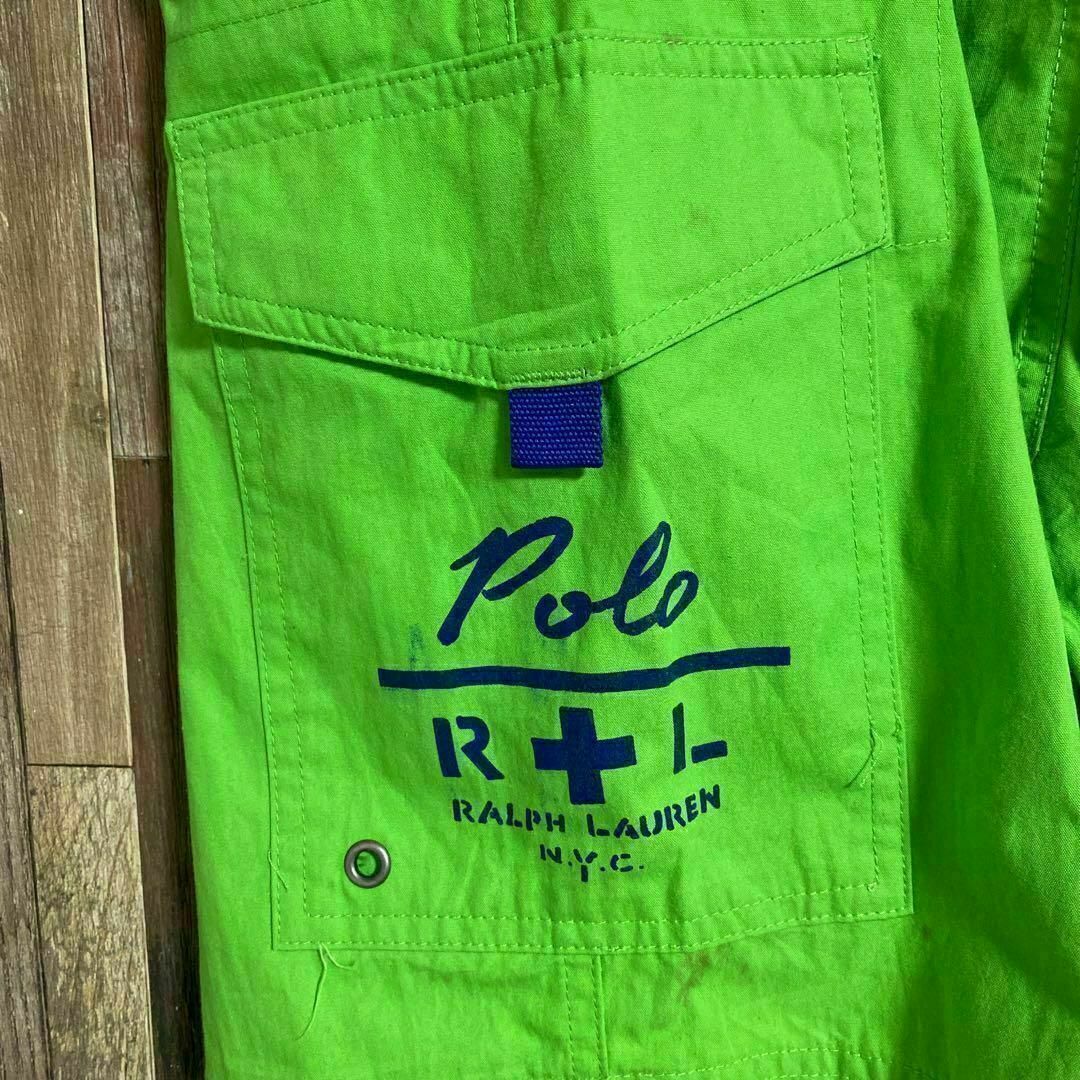 Polo
R + L
RALPH LAUREN
N.Y.C.